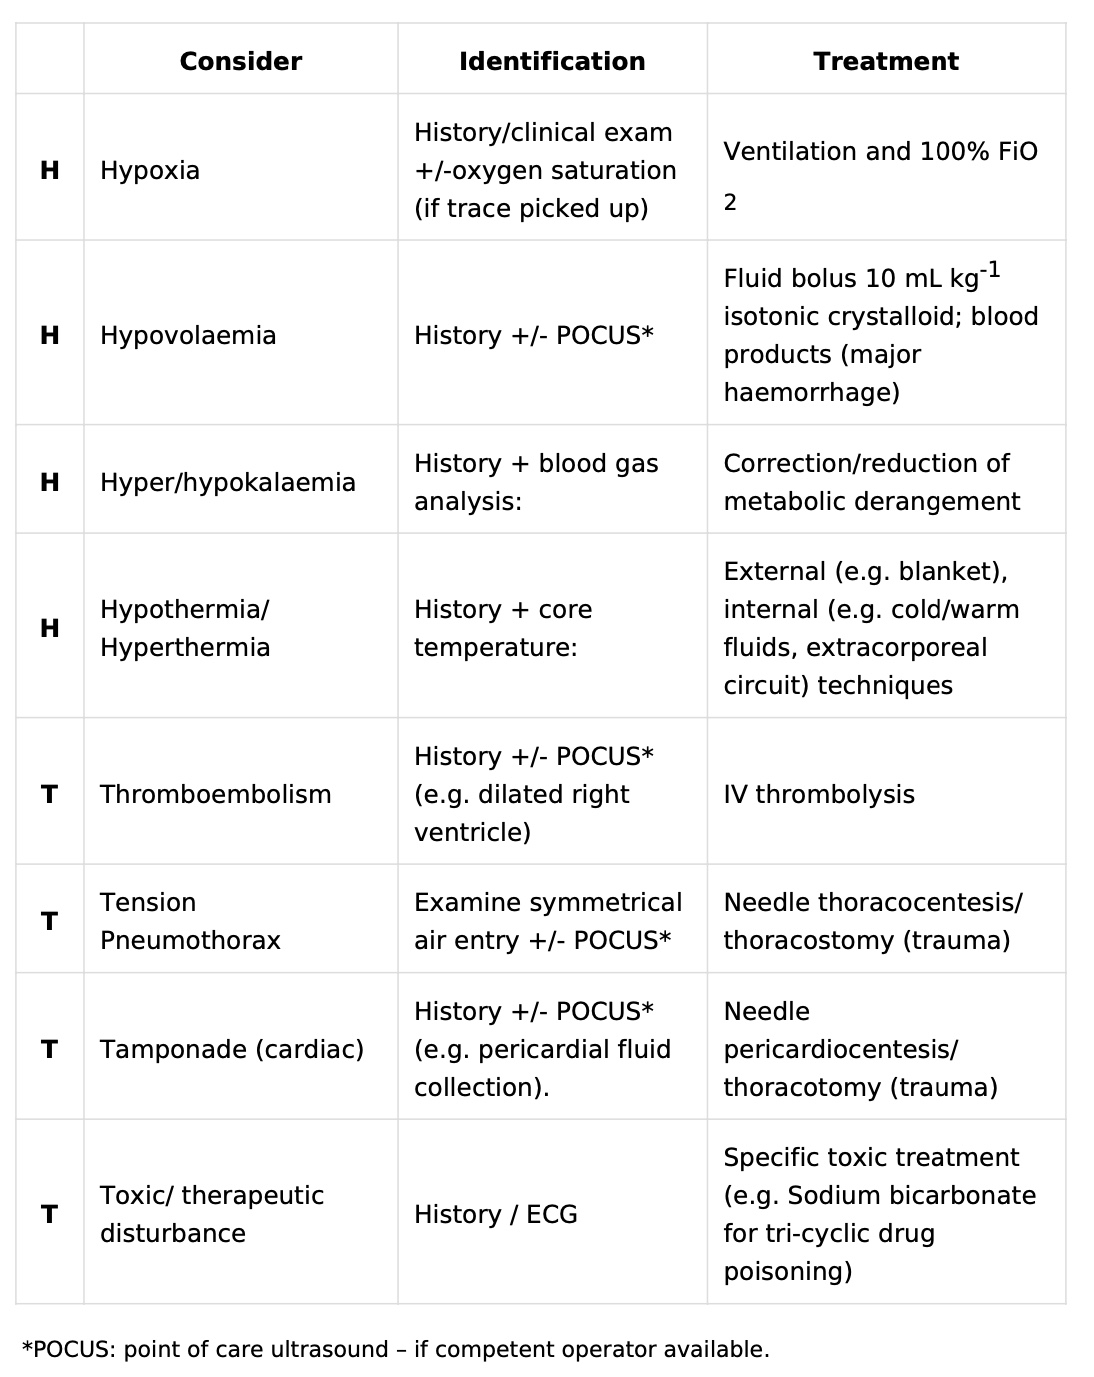 Consider Identification Treatment
H Hypoxia History/clinical exam +/-oxygen saturation (if trace picked up) Ventilation and 100% FiO 2
H Hypovolaemia History +/- POCUS* Fluid bolus 10 mL kg-1 isotonic crystalloid; blood products (major haemorrhage)
H Hyper/hypokalaemia History + blood gas analysis: Correction/reduction of metabolic derangement
H Hypothermia/ Hyperthermia History + core temperature: External (e.g. blanket), internal (e.g. cold/warm fluids, extracorporeal circuit) techniques
T Thromboembolism History +/- POCUS* (e.g. dilated right ventricle) IV thrombolysis
T Tension Pneumothorax Examine symmetrical air entry +/- POCUS* Needle thoracocentesis/ thoracostomy (trauma)
T Tamponade (cardiac) History +/- POCUS* (e.g. pericardial fluid collection). Needle pericardiocentesis/ thoracotomy (trauma)
T Toxic/ therapeutic disturbance History / ECG Specific toxic treatment (e.g. Sodium bicarbonate for tri-cyclic drug poisoning)
*POCUS: point of care ultrasound – if competent operator available.